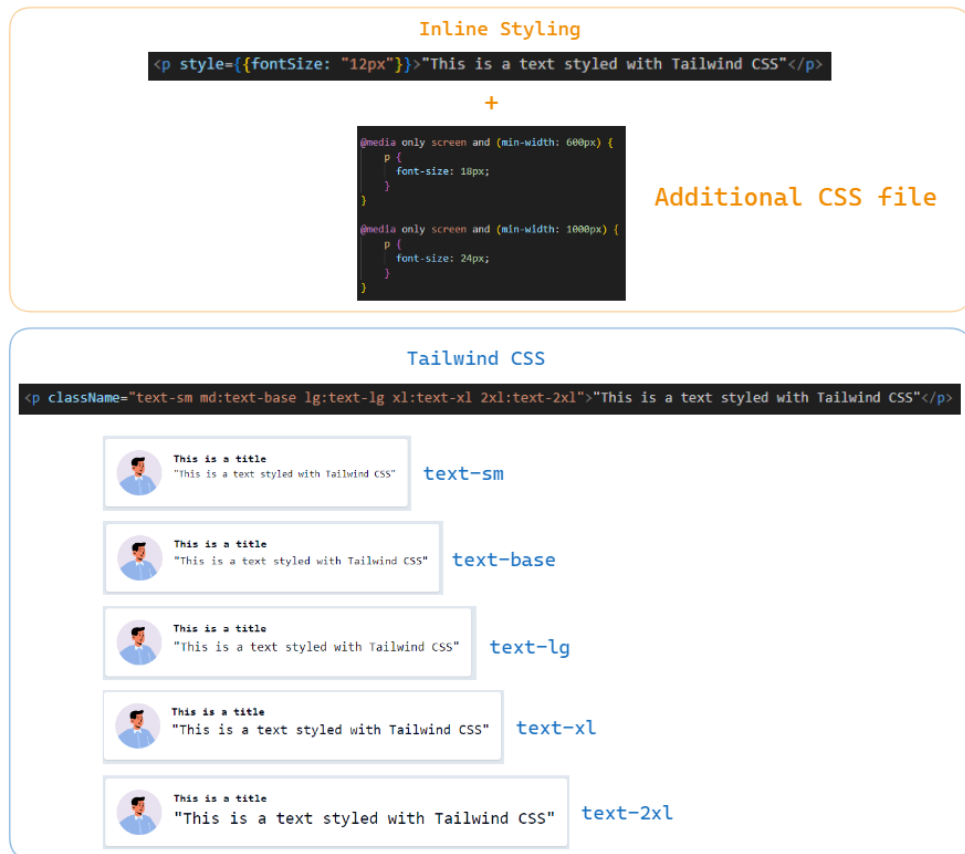 Inline Styling
<p style={{fontSize: "12px"}}>"This is a text styled with Tailwind CSS"</p>
+
@media only screen and (min-width: 600px) {
p {
font-size: 18px;
}
}
@media only screen and (min-width: 1000px) {
p {
font-size: 24px;
}
}
Additional CSS file
Tailwind CSS
<p className="text-sm md:text-base lg:text-lg xl:text-xl 2xl:text-2xl">"This is a text styled with Tailwind CSS"</p>
This is a title
"This is a text styled with Tailwind CSS"
text-sm
This is a title
"This is a text styled with Tailwind CSS"
text-base
This is a title
"This is a text styled with Tailwind CSS"
text-lg
This is a title
"This is a text styled with Tailwind CSS"
text-xl
This is a title
"This is a text styled with Tailwind CSS"
text-2xl